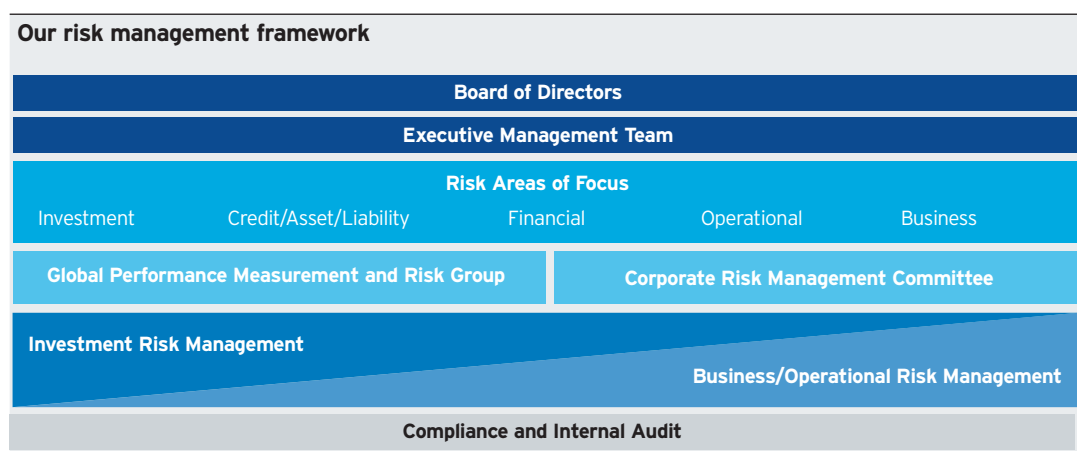 Our risk management framework
Board of Directors
Executive Management Team
Risk Areas of Focus
Investment Credit/Asset/Liability Financial Operational Business
Global Performance Measurement and Risk Group Corporate Risk Management Committee
Investment Risk Management
Business/Operational Risk Management
Compliance and Internal Audit